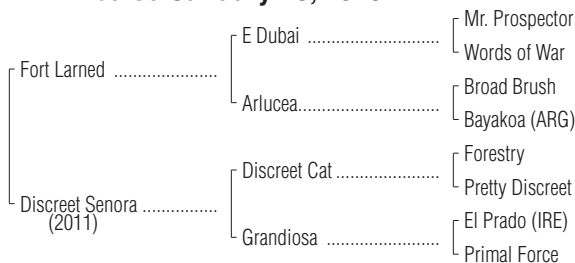 Mr. Prospector
E Dubai
Words of War
Fort Larned
Broad Brush
Arlucea
Bayakoa (ARG)
Forestry
Discreet Cat
Pretty Discreet
Discreet Senora
(2011)
El Prado (IRE)
Grandiosa
Primal Force